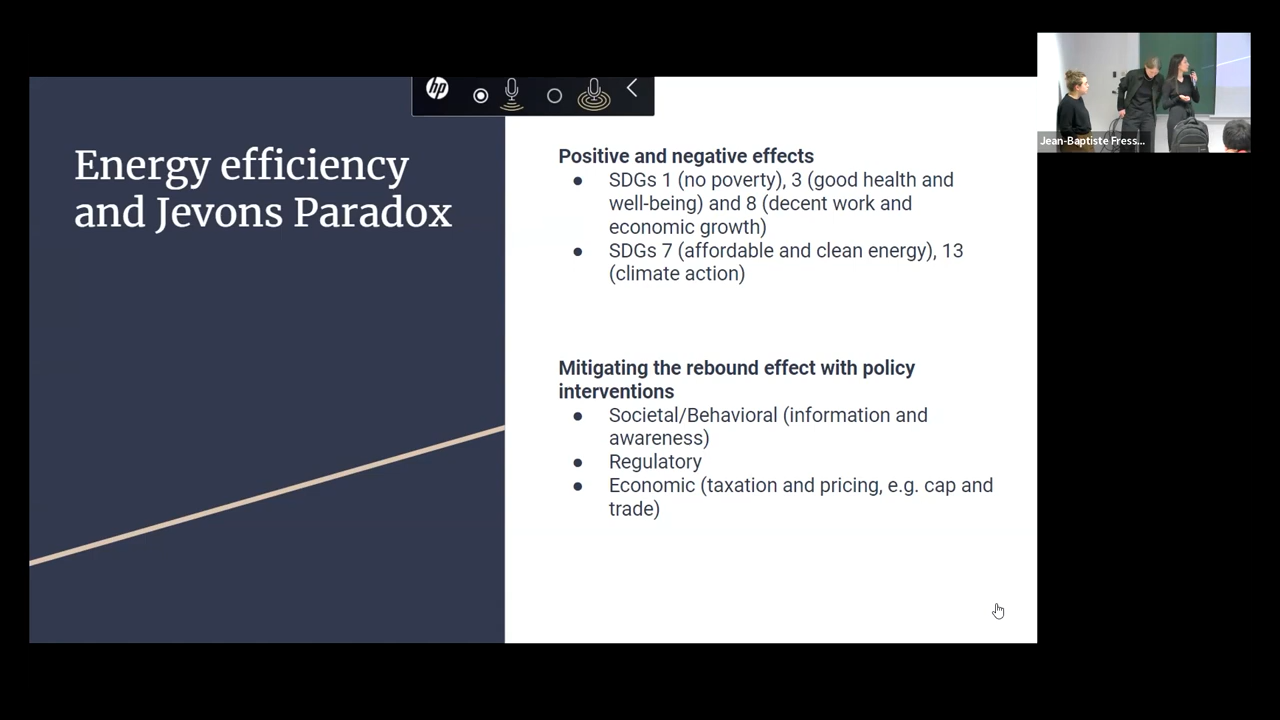 hp
Energy efficiency
and Jevons Paradox
Positive and negative effects
● SDGs 1 (no poverty), 3 (good health and
well-being) and 8 (decent work and
economic growth)
● SDGs 7 (affordable and clean energy), 13
(climate action)
Mitigating the rebound effect with policy
interventions
● Societal/Behavioral (information and
awareness)
● Regulatory
● Economic (taxation and pricing, e.g. cap and
trade)
Jean-Baptiste Fress...